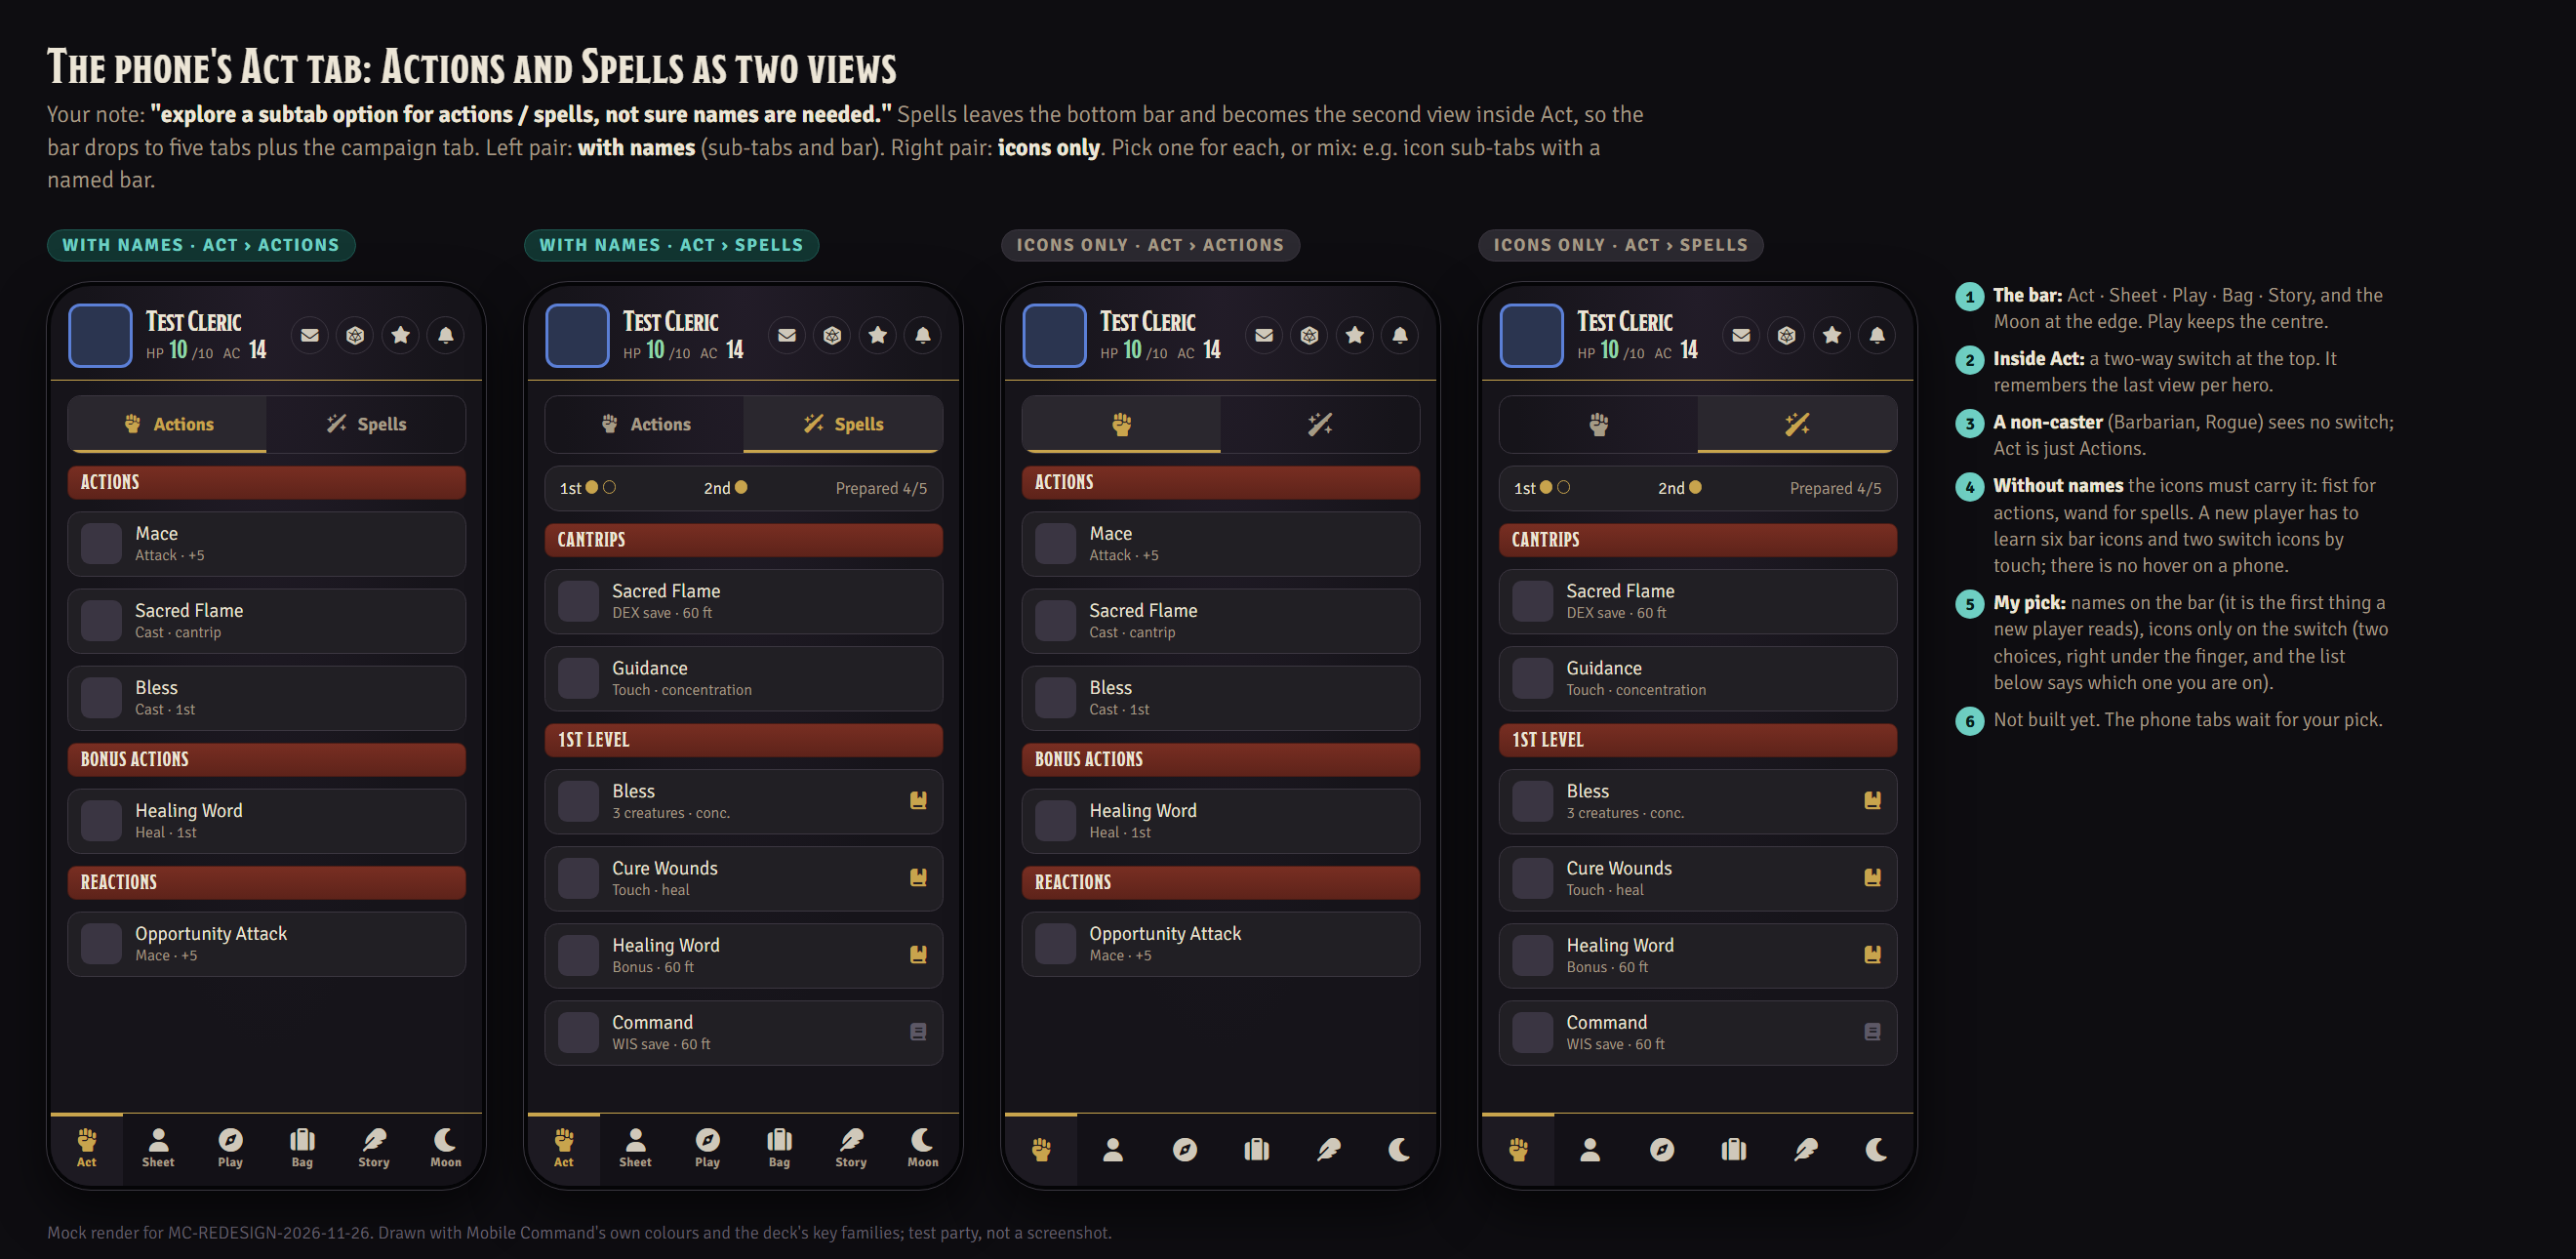 The phone's Act tab: Actions and Spells as two views
Your note: "explore a subtab option for actions / spells, not sure names are needed." Spells leaves the bottom bar and becomes the second view inside Act, so the
bar drops to five tabs plus the campaign tab. Left pair: with names (sub-tabs and bar). Right pair: icons only. Pick one for each, or mix: e.g. icon sub-tabs with a
named bar.
WITH NAMES · ACT › ACTIONS
Test Cleric
HP 10 /10 AC 14
Actions Spells
ACTIONS
Mace
Attack · +5
Sacred Flame
Cast · cantrip
Bless
Cast · 1st
BONUS ACTIONS
Healing Word
Heal · 1st
REACTIONS
Opportunity Attack
Mace · +5
Act Sheet Play Bag Story Moon
WITH NAMES · ACT › SPELLS
Test Cleric
HP 10 /10 AC 14
Actions Spells
1st 2nd Prepared 4/5
CANTRIPS
Sacred Flame
DEX save · 60 ft
Guidance
Touch · concentration
1ST LEVEL
Bless
3 creatures · conc.
Cure Wounds
Touch · heal
Healing Word
Bonus · 60 ft
Command
WIS save · 60 ft
Act Sheet Play Bag Story Moon
ICONS ONLY · ACT › ACTIONS
Test Cleric
HP 10 /10 AC 14
ACTIONS
Mace
Attack · +5
Sacred Flame
Cast · cantrip
Bless
Cast · 1st
BONUS ACTIONS
Healing Word
Heal · 1st
REACTIONS
Opportunity Attack
Mace · +5
ICONS ONLY · ACT › SPELLS
Test Cleric
HP 10 /10 AC 14
1st 2nd Prepared 4/5
CANTRIPS
Sacred Flame
DEX save · 60 ft
Guidance
Touch · concentration
1ST LEVEL
Bless
3 creatures · conc.
Cure Wounds
Touch · heal
Healing Word
Bonus · 60 ft
Command
WIS save · 60 ft
1 The bar: Act · Sheet · Play · Bag · Story, and the
Moon at the edge. Play keeps the centre.
2 Inside Act: a two-way switch at the top. It
remembers the last view per hero.
3 A non-caster (Barbarian, Rogue) sees no switch;
Act is just Actions.
4 Without names the icons must carry it: fist for
actions, wand for spells. A new player has to
learn six bar icons and two switch icons by
touch; there is no hover on a phone.
5 My pick: names on the bar (it is the first thing a
new player reads), icons only on the switch (two
choices, right under the finger, and the list
below says which one you are on).
6 Not built yet. The phone tabs wait for your pick.
Mock render for MC-REDESIGN-2026-11-26. Drawn with Mobile Command's own colours and the deck's key families; test party, not a screenshot.